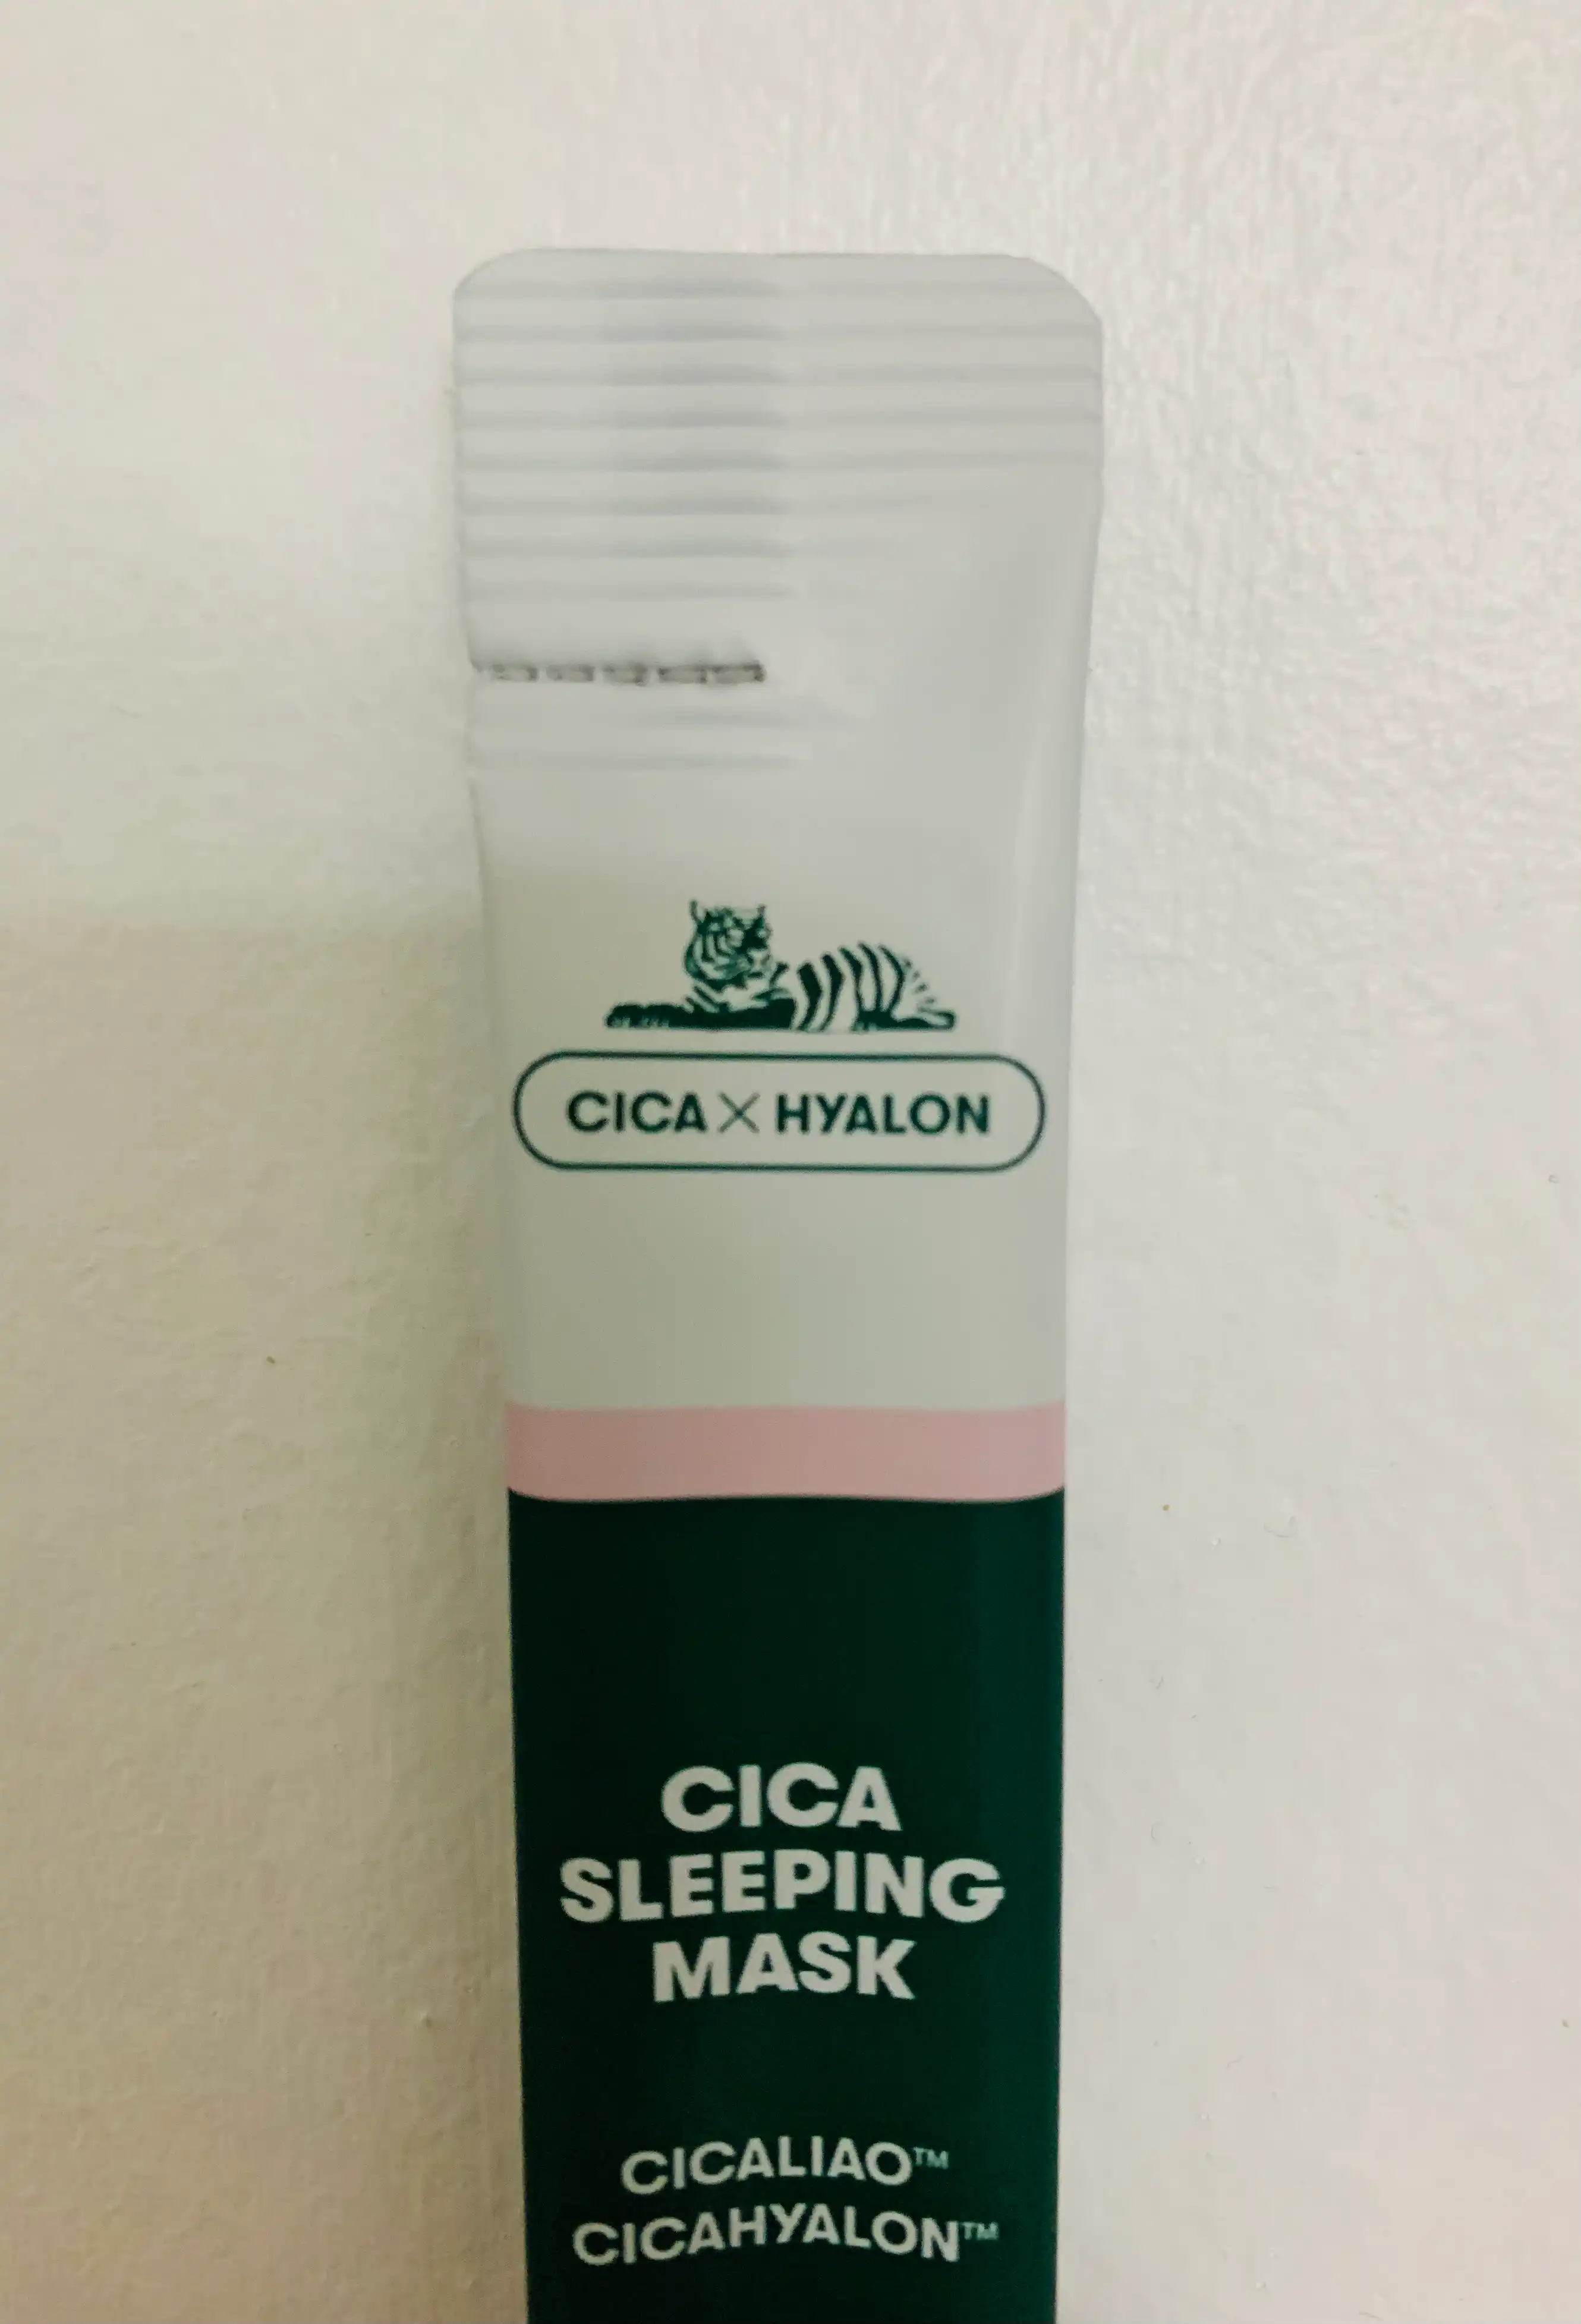 CICA X HYALON
CICA
SLEEPING
MASK
CICALIAO™
CICAHYALON™